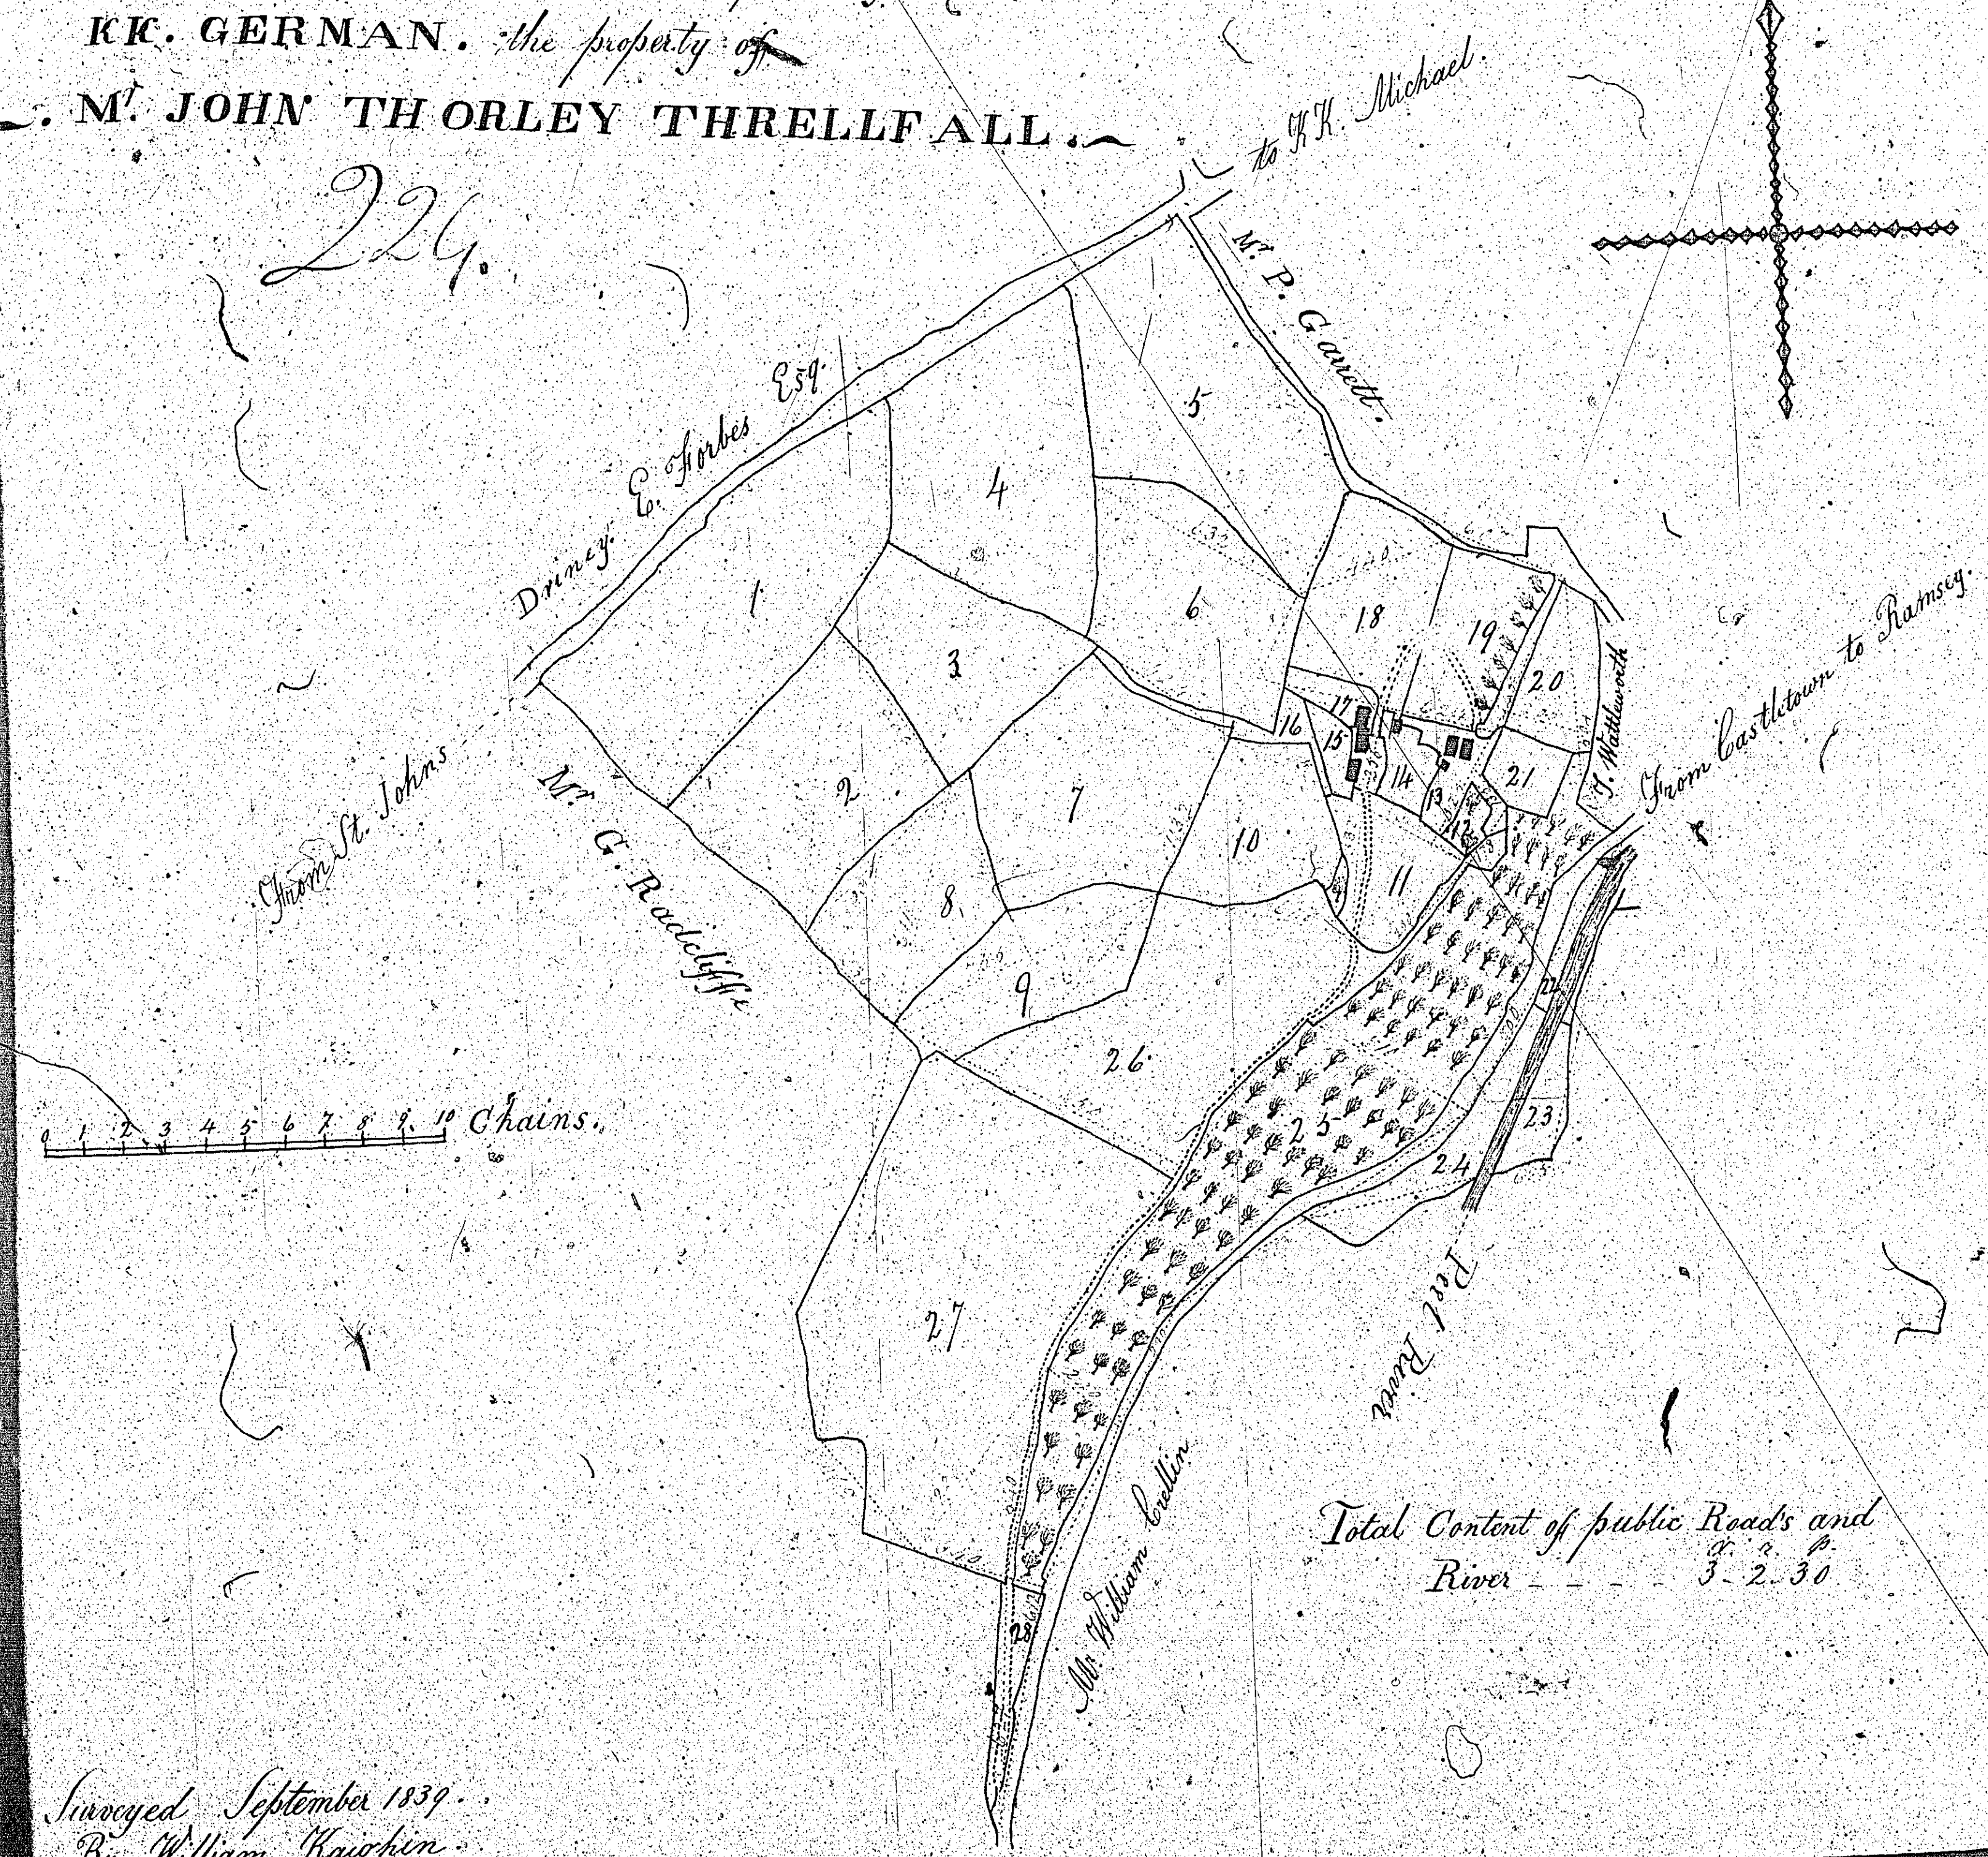 KK. GERMAN. the property of
Mr. JOHN THORLEY THRELLFALL.
224.
to KK. Michael.
Mr. P. Garrett.
Driney. E. Forbes Esq.
From St. Johns
Mr. G. Radcliffe
T. Wattleworth
From Castletown to Ramsey.
5
4
1
6
18
19
3
20
17
16
15
2
7
14
21
13
12
10
11
8
9
22
26
25
23
24
0 1 2 3 4 5 6 7 8 9 10 Chains.
Peel River
27
Mr. William Crellin
28
Total Content of public Roads and
a. r. p.
River - - - - 3-2-30
Surveyed September 1839.
By William Kaighin.